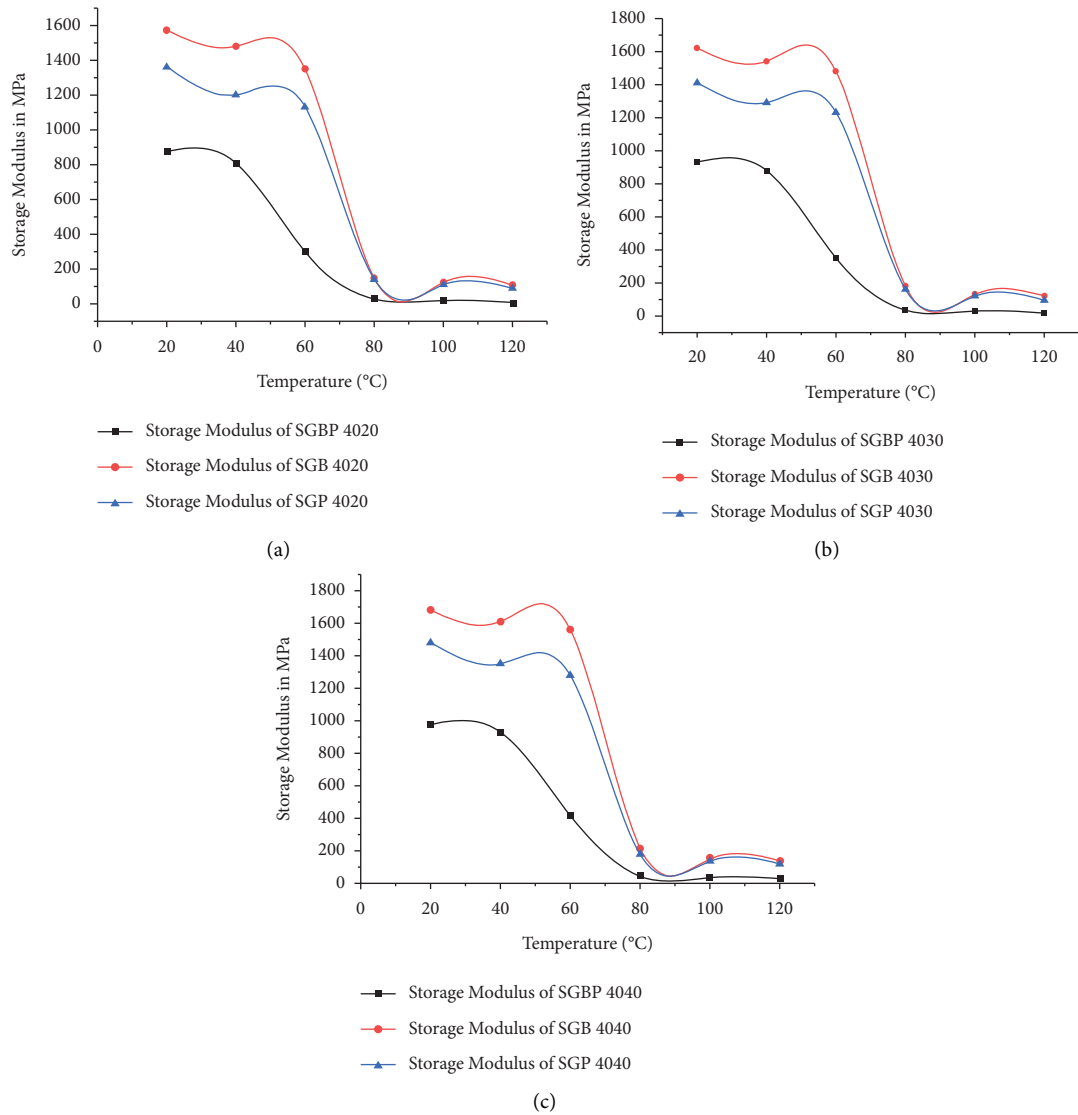 1600
1400
1200
1000
800
600
400
200
0
Storage Modulus in MPa
0 20 40 60 80 100 120
Temperature (°C)
Storage Modulus of SGBP 4020
Storage Modulus of SGB 4020
Storage Modulus of SGP 4020
(a)
1800
1600
1400
1200
1000
800
600
400
200
0
Storage Modulus in MPa
20 40 60 80 100 120
Temperature (°C)
Storage Modulus of SGBP 4030
Storage Modulus of SGB 4030
Storage Modulus of SGP 4030
(b)
1800
1600
1400
1200
1000
800
600
400
200
0
Storage Modulus in MPa
0 20 40 60 80 100 120
Temperature (°C)
Storage Modulus of SGBP 4040
Storage Modulus of SGB 4040
Storage Modulus of SGP 4040
(c)